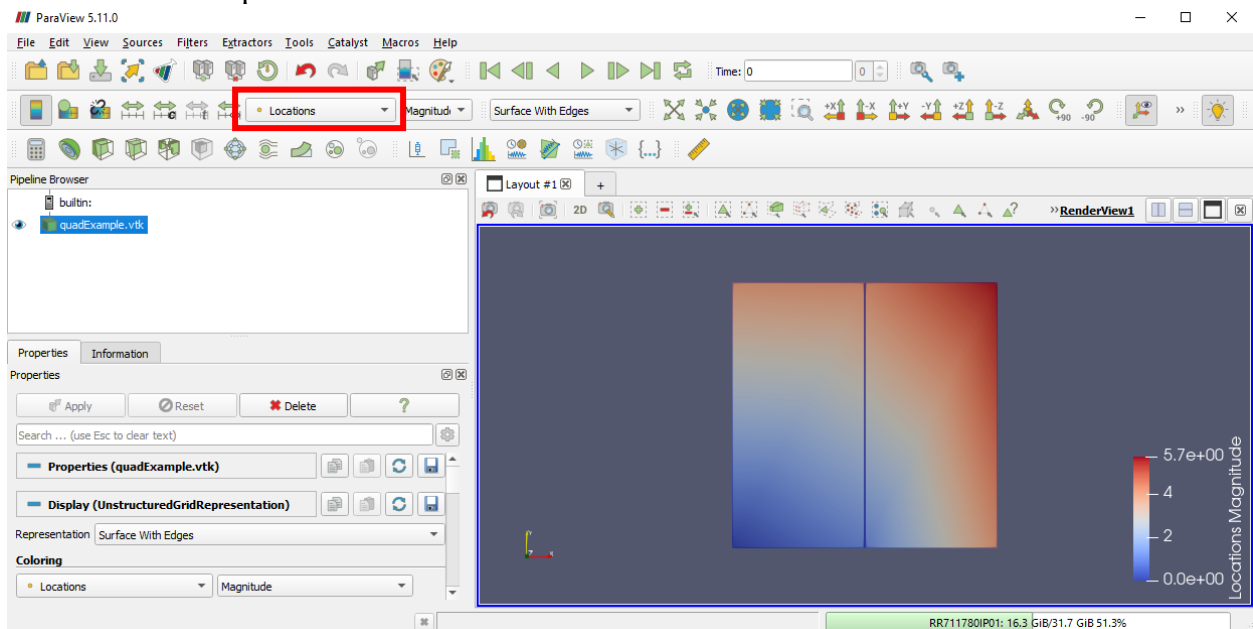 ParaView 5.11.0
File Edit View Sources Filters Extractors Tools Catalyst Macros Help
Time: 0 0
Locations Magnitud Surface With Edges +X -X +Y -Y +Z -Z +90 -90 »
Pipeline Browser
builtin:
quadExample.vtk
Layout #1 +
2D » RenderView1
Properties Information
Properties
Apply Reset Delete ?
Search ... (use Esc to clear text)
Properties (quadExample.vtk)
Display (UnstructuredGridRepresentation)
Representation Surface With Edges
Coloring
Locations Magnitude
Y
Z X
5.7e+00
4
2
0.0e+00
Locations Magnitude
RR711780IP01: 16.3 GiB/31.7 GiB 51.3%